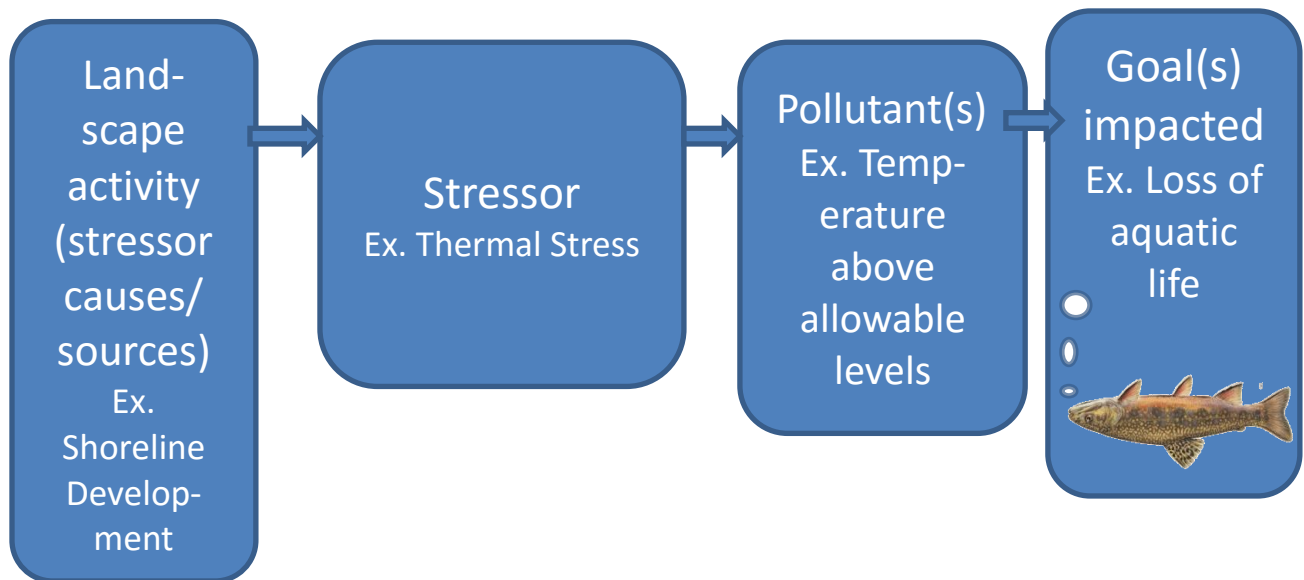 Land-
scape
activity
(stressor
causes/
sources)
Ex.
Shoreline
Develop-
ment
Stressor
Ex. Thermal Stress
Pollutant(s)
Ex. Temp-
erature
above
allowable
levels
Goal(s)
impacted
Ex. Loss of
aquatic
life